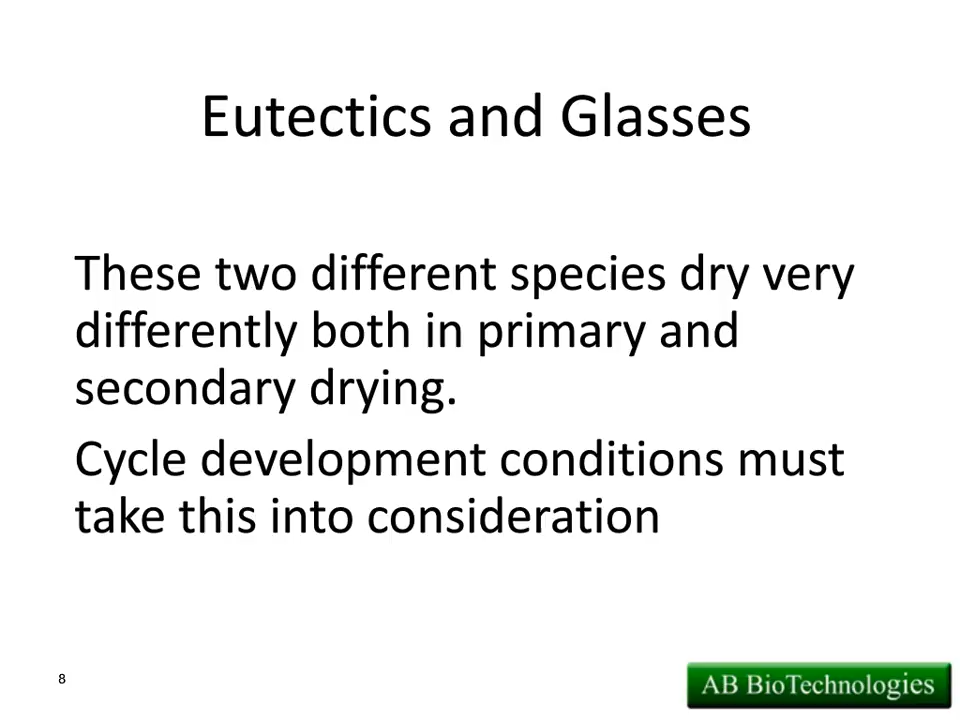 Eutectics and Glasses
These two different species dry very
differently both in primary and
secondary drying.
Cycle development conditions must
take this into consideration
8
AB BioTechnologies